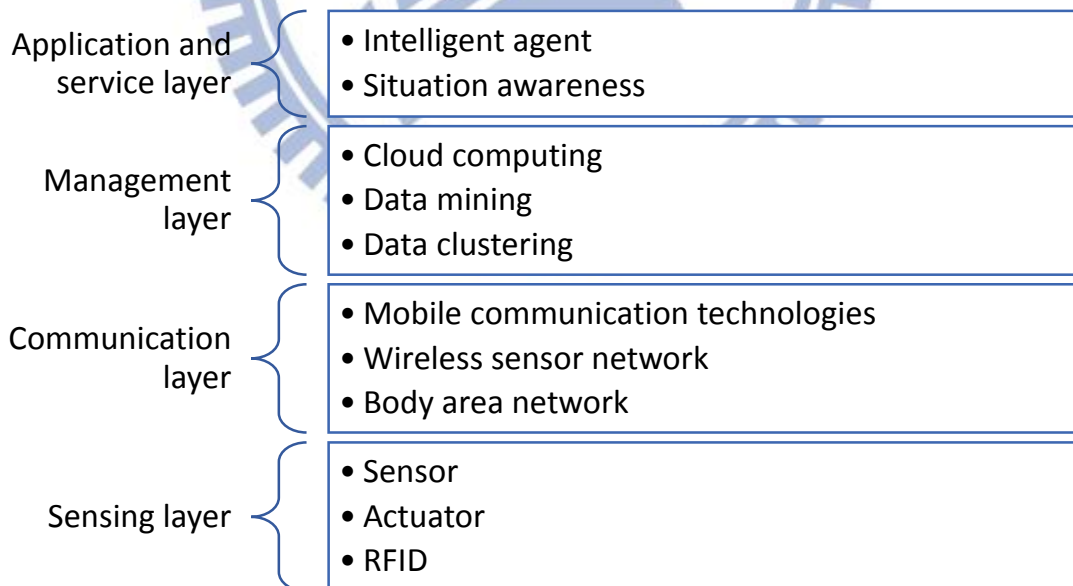 Application and
service layer
• Intelligent agent
• Situation awareness
Management
layer
• Cloud computing
• Data mining
• Data clustering
Communication
layer
• Mobile communication technologies
• Wireless sensor network
• Body area network
Sensing layer
• Sensor
• Actuator
• RFID